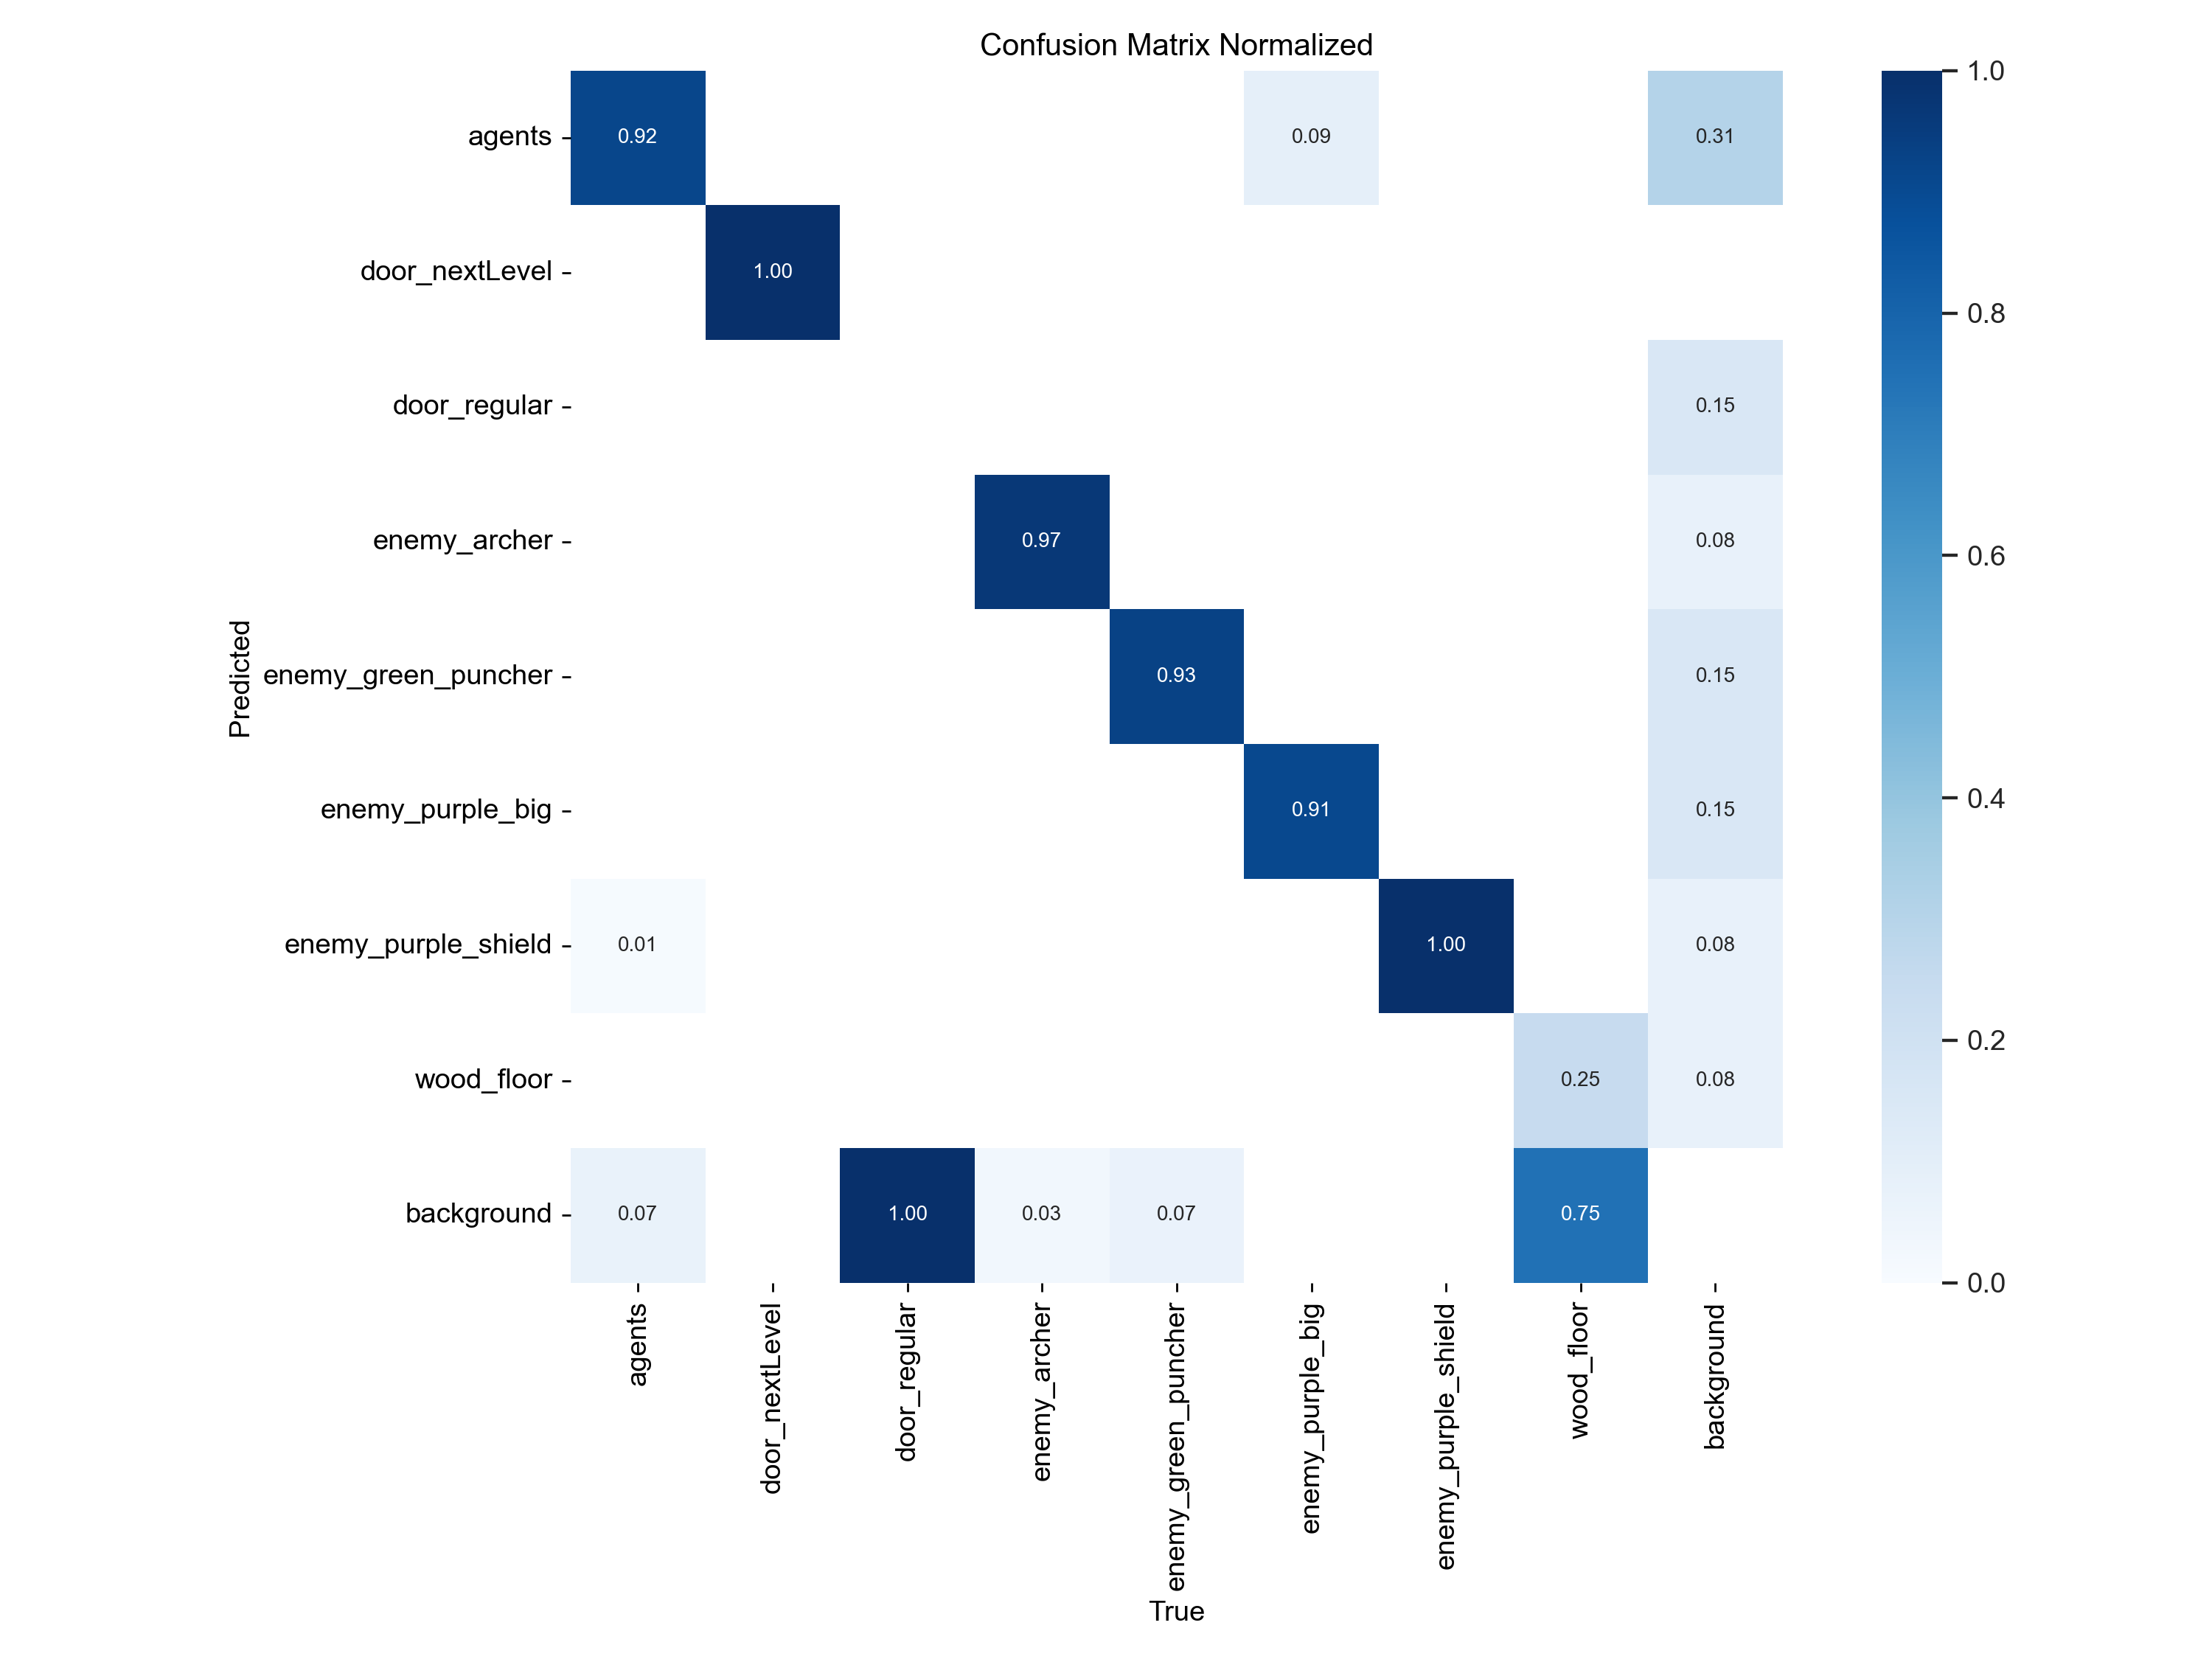 Confusion Matrix Normalized
agents
0.92
0.09
0.31
1.0
door_nextLevel
1.00
0.8
door_regular
0.15
enemy_archer
0.97
0.08
0.6
Predicted
enemy_green_puncher
0.93
0.15
enemy_purple_big
0.91
0.15
0.4
enemy_purple_shield
0.01
1.00
0.08
wood_floor
0.25
0.08
0.2
background
0.07
1.00
0.03
0.07
0.75
0.0
agents
door_nextLevel
door_regular
enemy_archer
enemy_green_puncher
enemy_purple_big
enemy_purple_shield
wood_floor
background
True